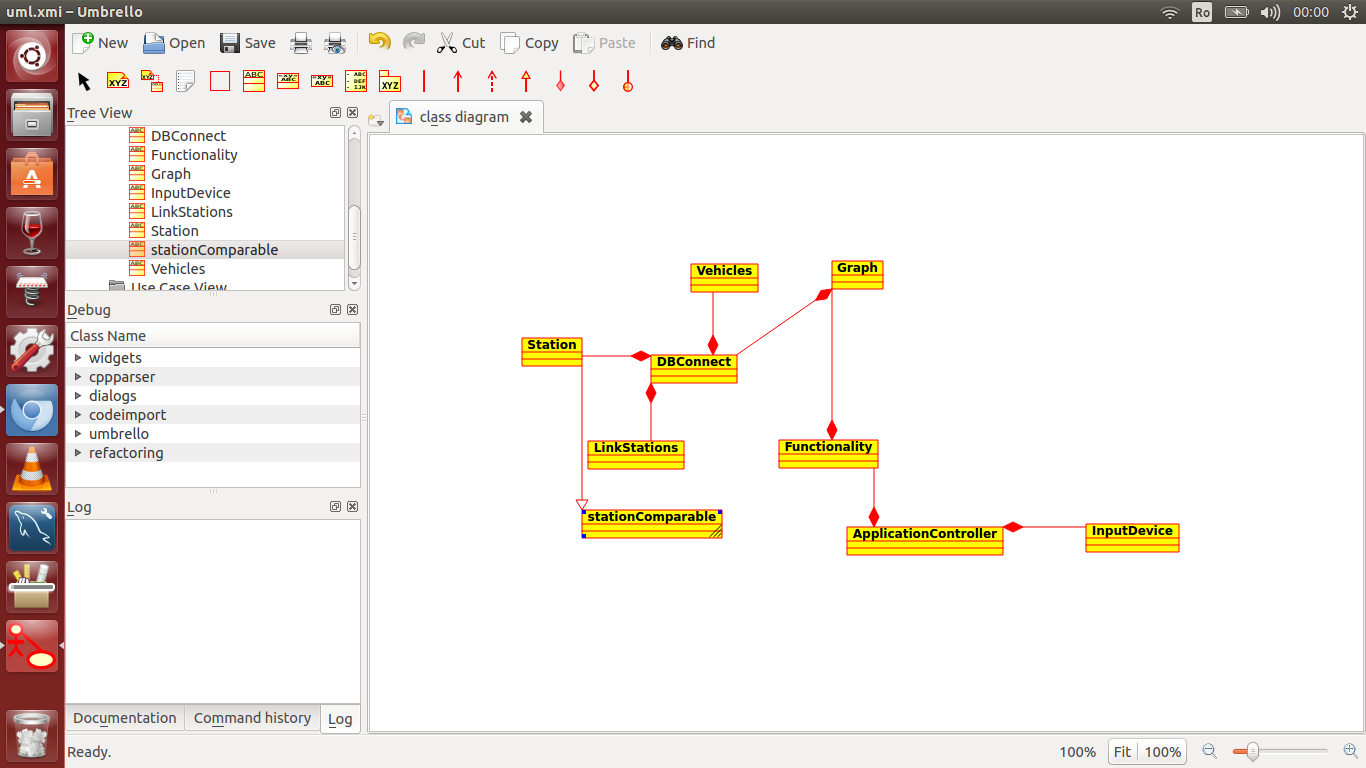 uml.xmi – Umbrello
Ro
00:00
New Open Save Cut Copy Paste Find
XYZ ABC -xy= ABC -xy= ABC ABC DEF IJK XYZ
Tree View
class diagram
DBConnect
Functionality
Graph
InputDevice
LinkStations
Station
stationComparable
Vehicles
Use Case View
Debug
Class Name
widgets
cppparser
dialogs
codeimport
umbrello
refactoring
Log
Documentation Command history Log
Vehicles
Graph
Station
DBConnect
LinkStations
Functionality
stationComparable
ApplicationController
InputDevice
Ready.
100% Fit 100%